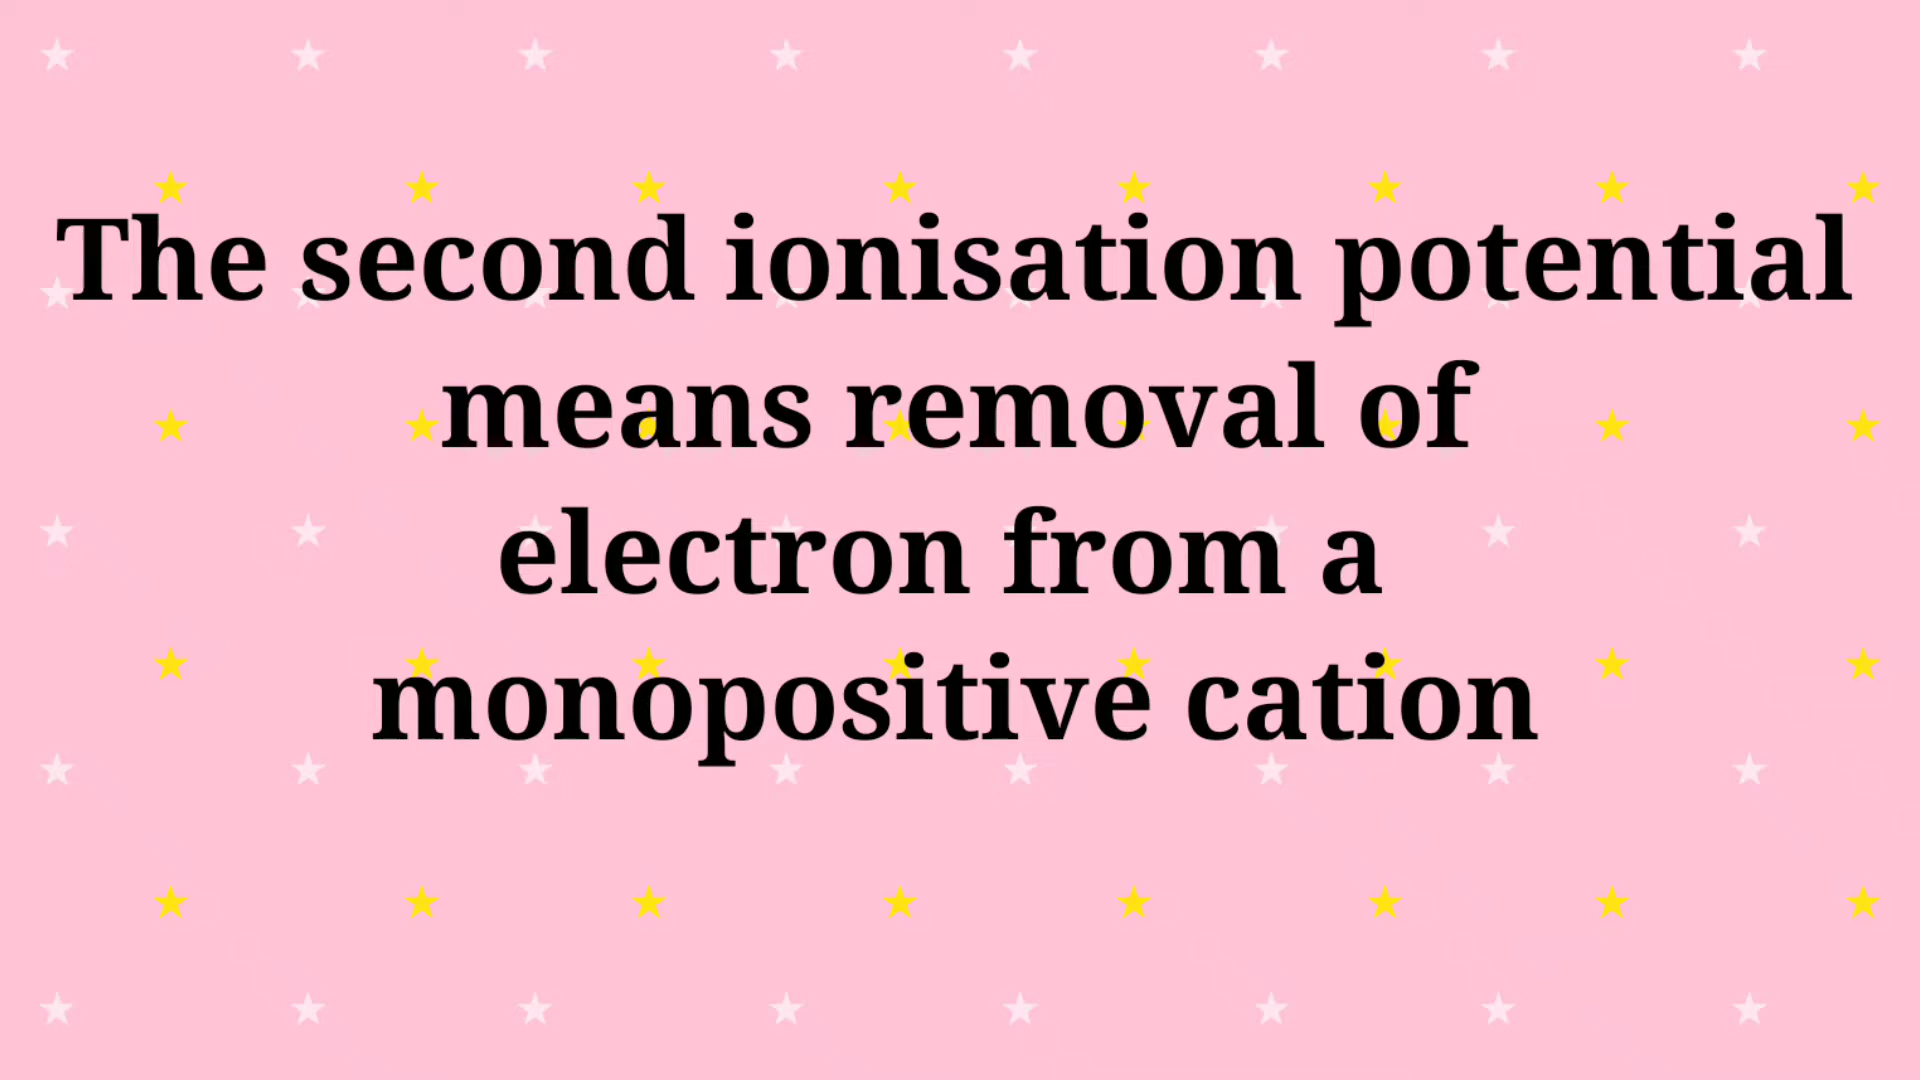 The second ionisation potential
means removal of
electron from a
monopositive cation